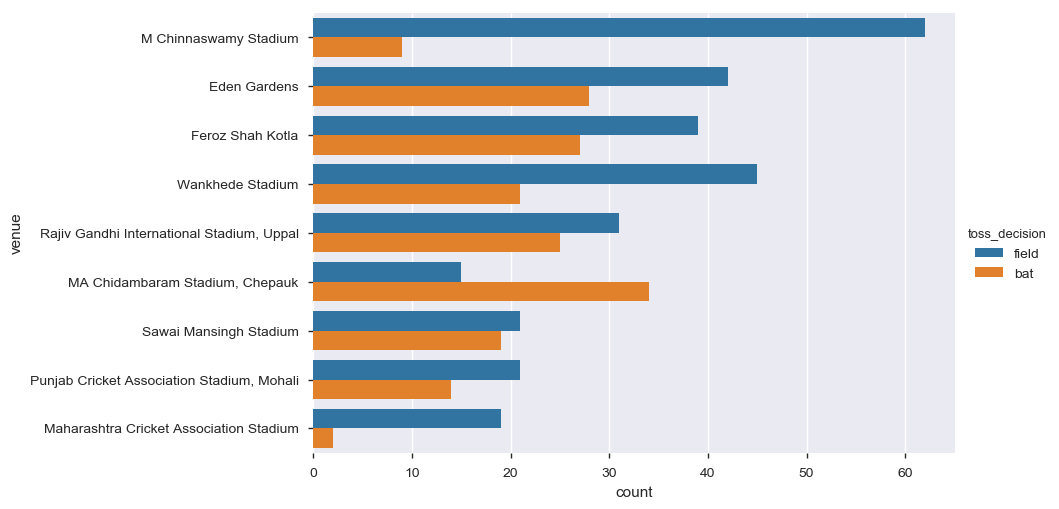 M Chinnaswamy Stadium
Eden Gardens
Feroz Shah Kotla
Wankhede Stadium
Rajiv Gandhi International Stadium, Uppal
MA Chidambaram Stadium, Chepauk
Sawai Mansingh Stadium
Punjab Cricket Association Stadium, Mohali
Maharashtra Cricket Association Stadium
venue
0 10 20 30 40 50 60
count
toss_decision
field
bat